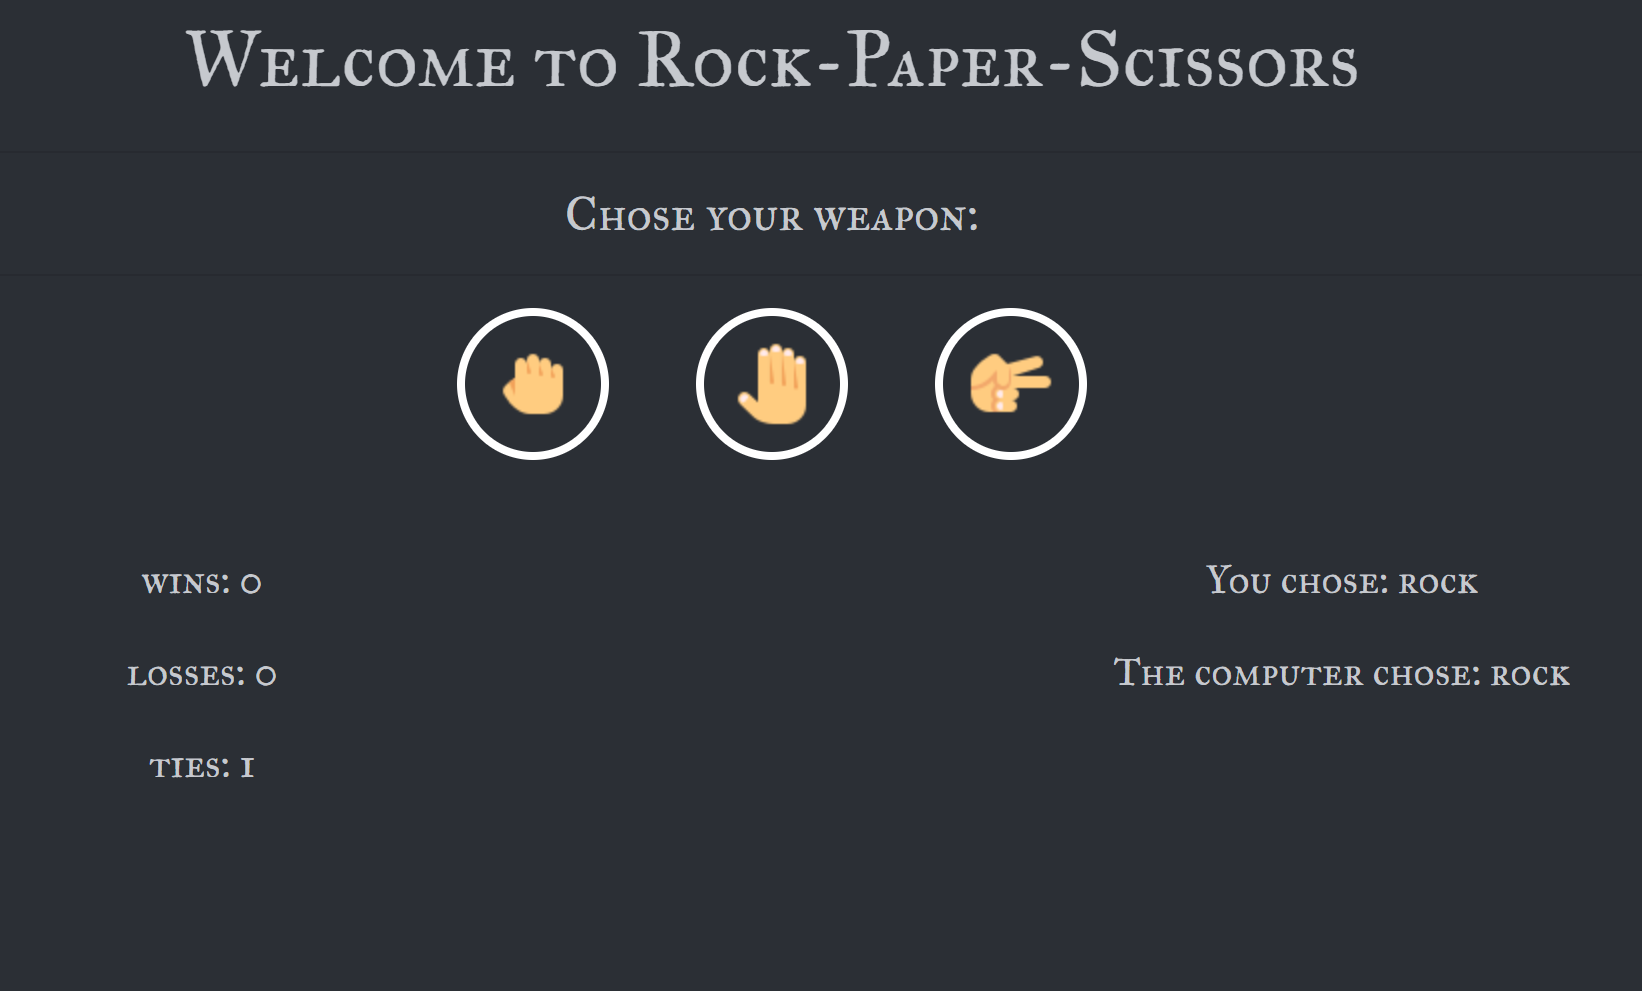 Welcome to Rock-Paper-Scissors
Chose your weapon:
wins: 0
losses: 0
ties: 1
You chose: rock
The computer chose: rock